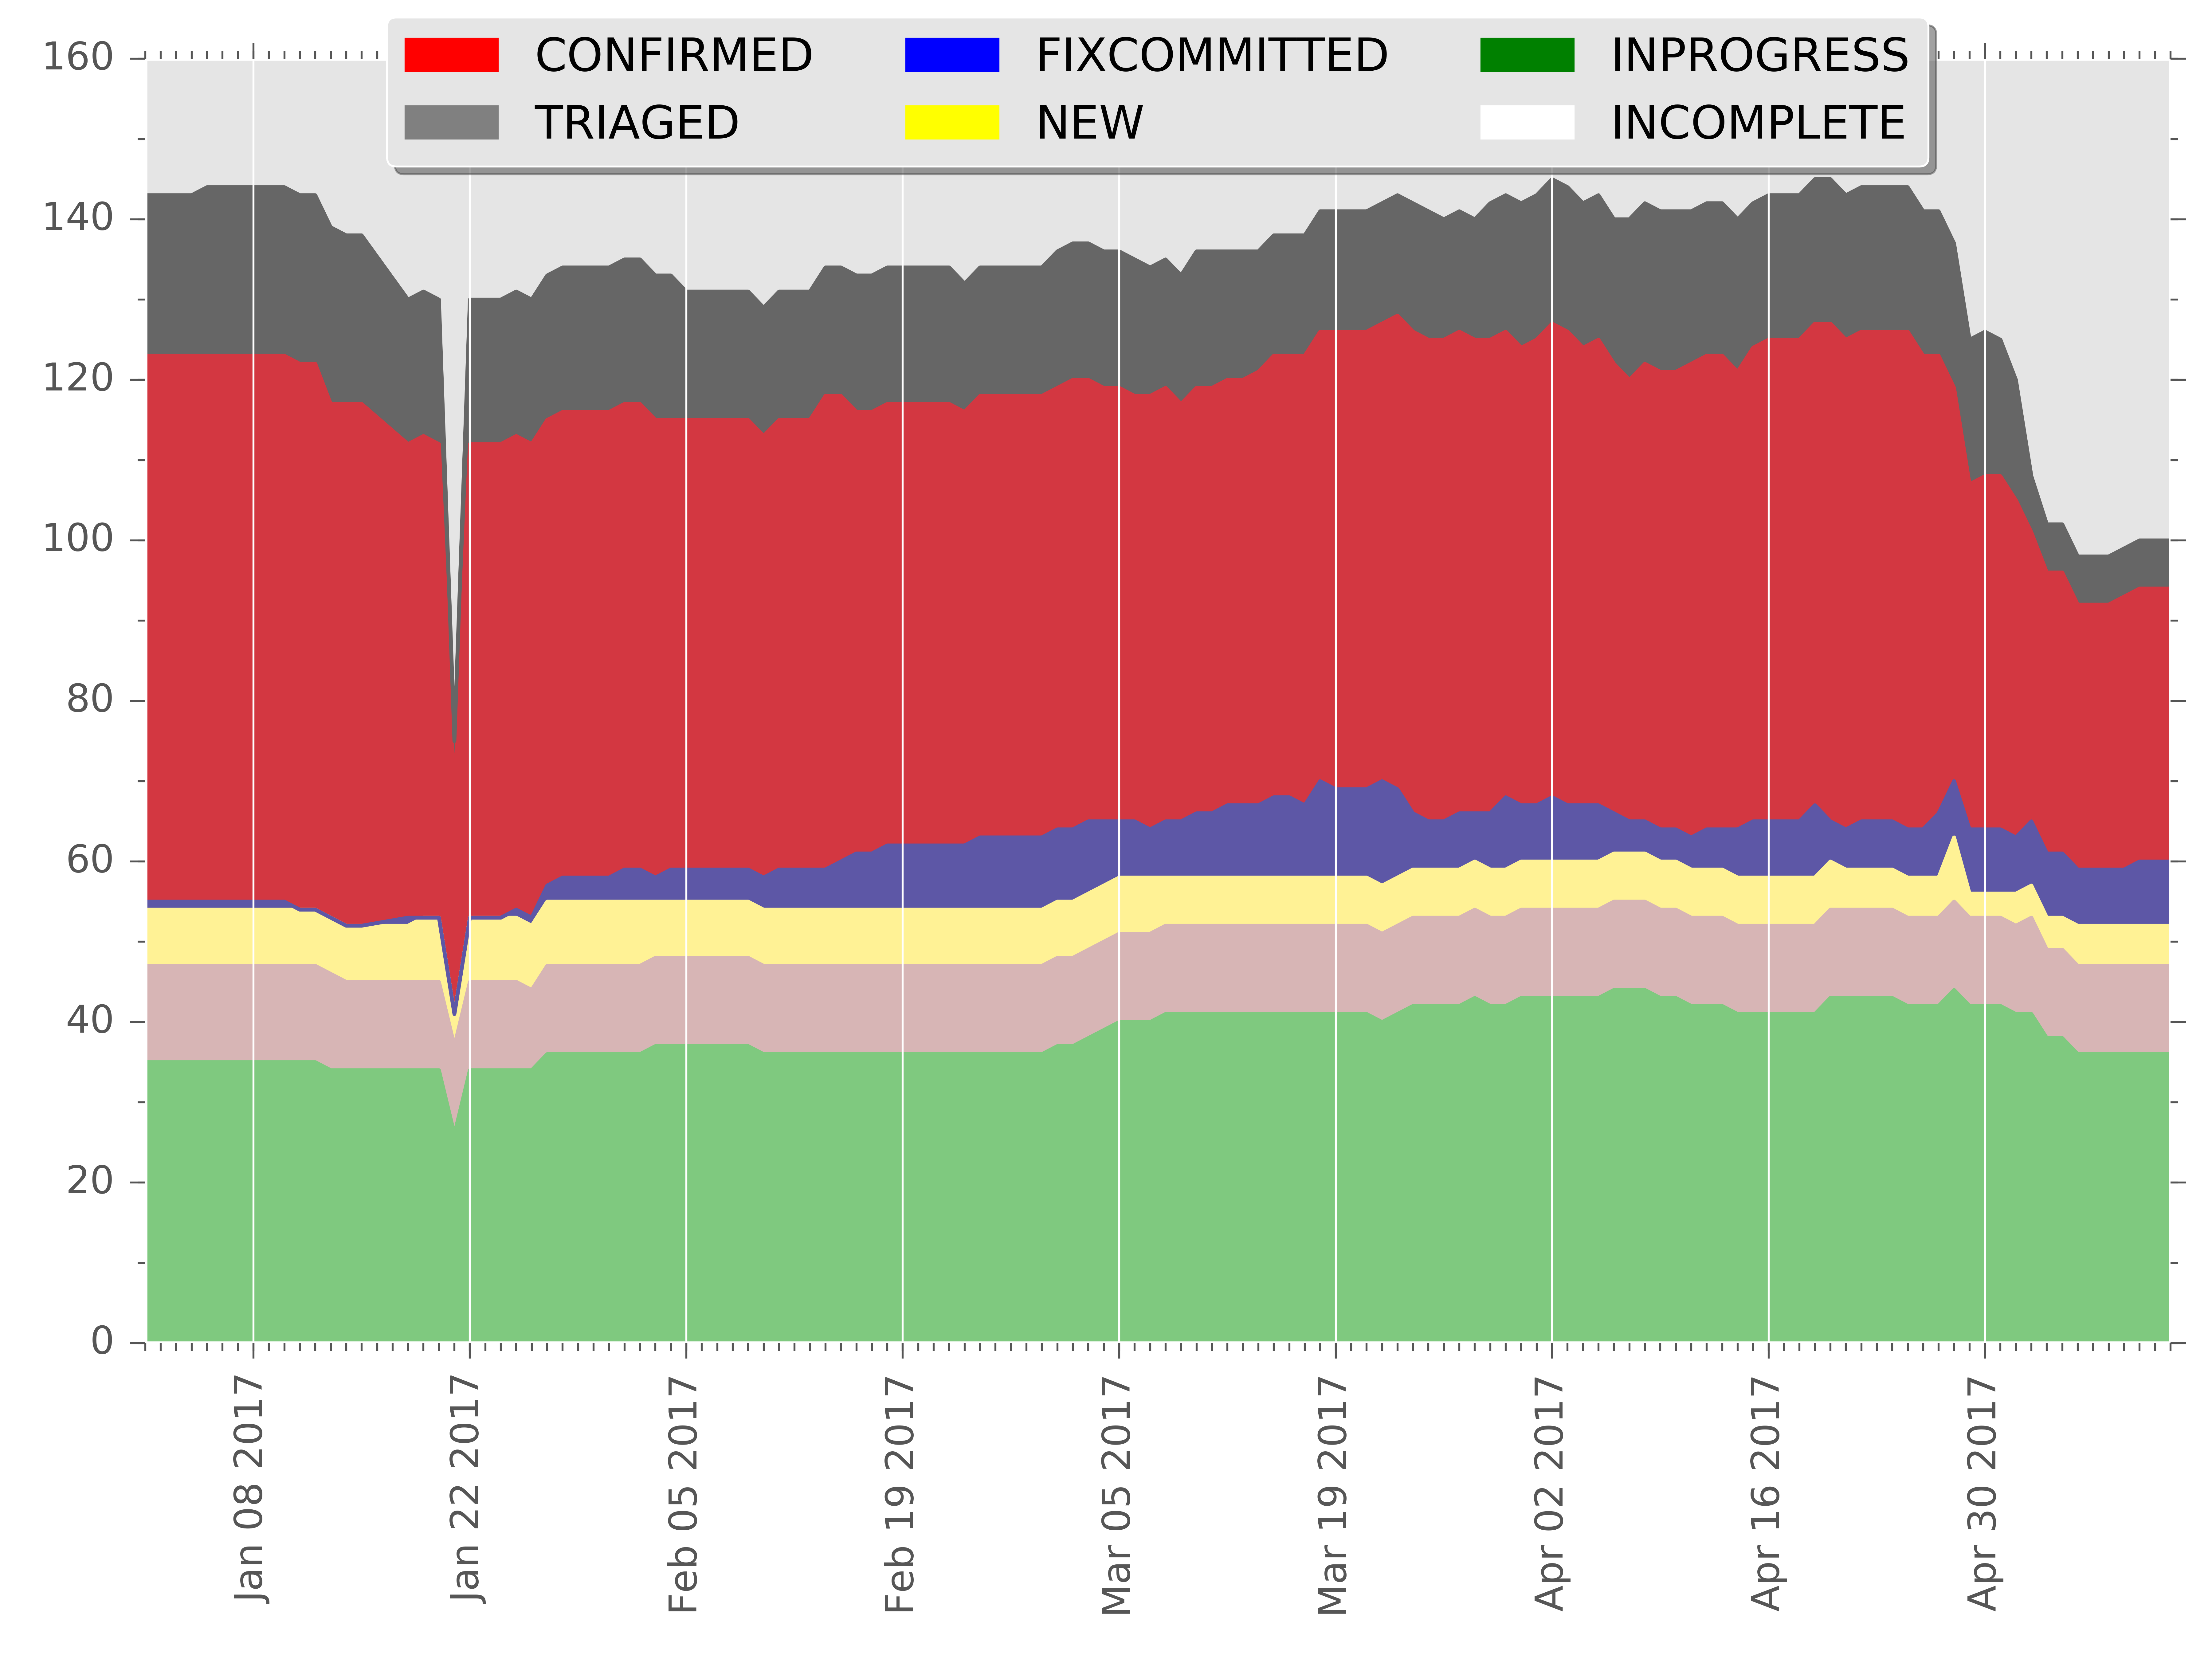 CONFIRMED FIXCOMMITTED INPROGRESS
TRIAGED NEW INCOMPLETE
160
140
120
100
80
60
40
20
0
Jan 08 2017
Jan 22 2017
Feb 05 2017
Feb 19 2017
Mar 05 2017
Mar 19 2017
Apr 02 2017
Apr 16 2017
Apr 30 2017